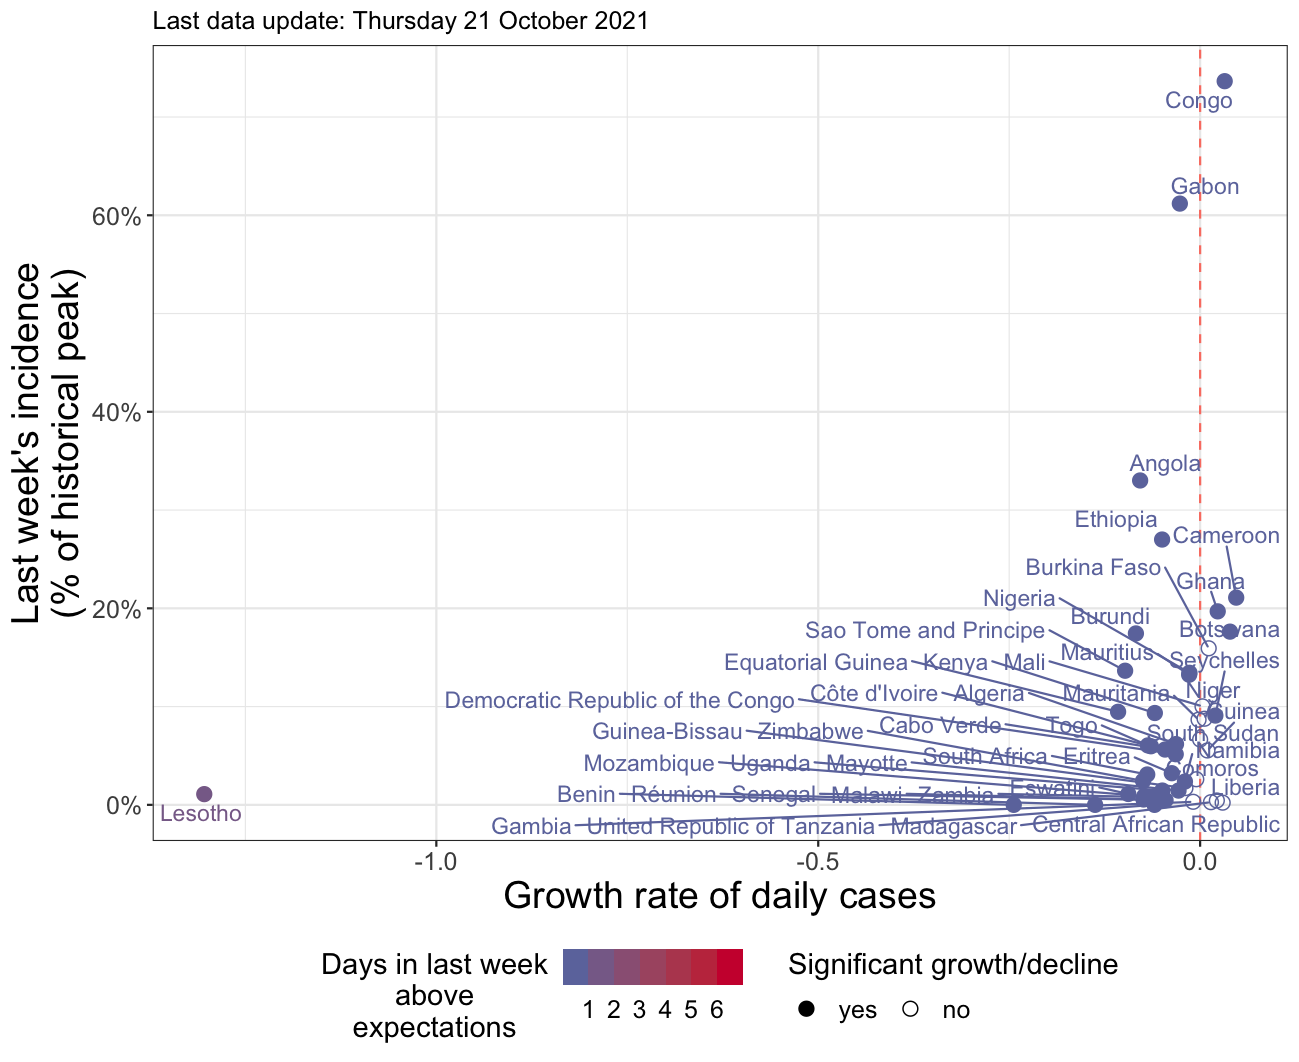 Last data update: Thursday 21 October 2021
Last week's incidence
(% of historical peak)
60%
40%
20%
0%
Congo
Gabon
Angola
Ethiopia
Cameroon
Burkina Faso
Ghana
Nigeria
Burundi
Sao Tome and Principe
Botswana
Mauritius
Equatorial Guinea
Kenya
Mali
Seychelles
Democratic Republic of the Congo
Côte d'Ivoire
Algeria
Mauritania
Niger
Guinea
Guinea-Bissau
Zimbabwe
Cabo Verde
Togo
South Sudan
Mozambique
Uganda
Mayotte
South Africa
Eritrea
Namibia
Comoros
Benin
Réunion
Senegal
Malawi
Zambia
Eswatini
Liberia
Lesotho
Gambia
United Republic of Tanzania
Madagascar
Central African Republic
-1.0
-0.5
0.0
Growth rate of daily cases
Days in last week
above
expectations
1 2 3 4 5 6
Significant growth/decline
yes
no